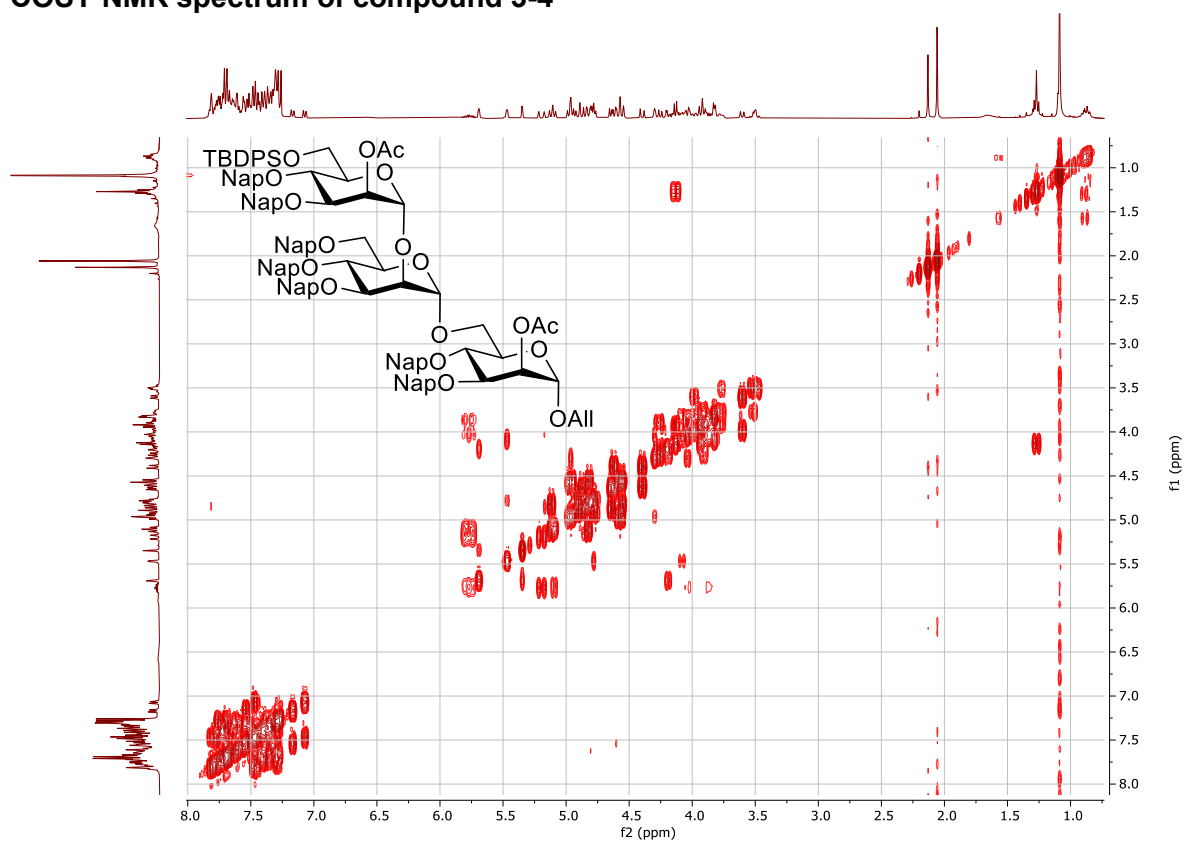 COSY NMR spectrum of compound 3-4
TBDPSO
OAc
O
NapO
NapO
O
NapO
O
NapO
NapO
O
OAc
O
NapO
NapO
OAll
1.0
1.5
2.0
2.5
3.0
3.5
4.0
4.5
5.0
5.5
6.0
6.5
7.0
7.5
8.0
f1 (ppm)
8.0 7.5 7.0 6.5 6.0 5.5 5.0 4.5 4.0 3.5 3.0 2.5 2.0 1.5 1.0
f2 (ppm)